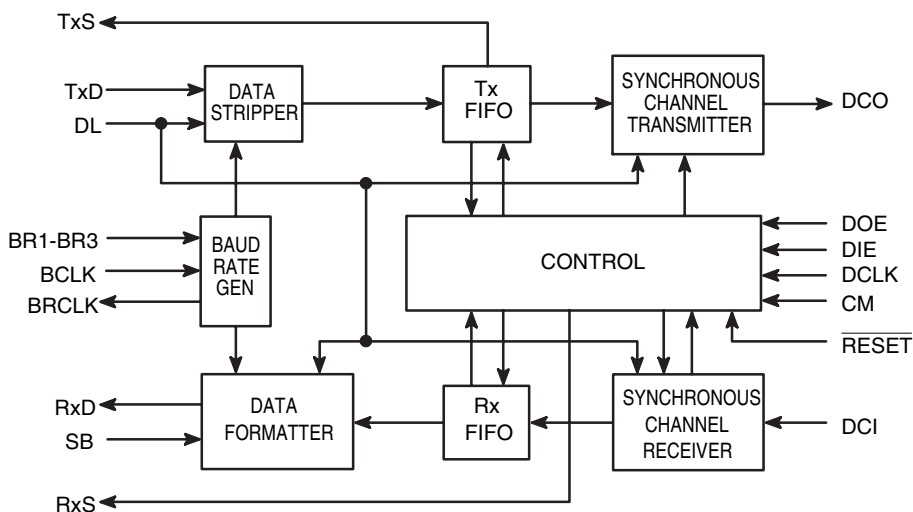 TxS
TxD
DL
DATA
STRIPPER
Tx
FIFO
SYNCHRONOUS
CHANNEL
TRANSMITTER
DCO
BR1-BR3
BCLK
BRCLK
BAUD
RATE
GEN
CONTROL
DOE
DIE
DCLK
CM
RESET
RxD
SB
DATA
FORMATTER
Rx
FIFO
SYNCHRONOUS
CHANNEL
RECEIVER
DCI
RxS